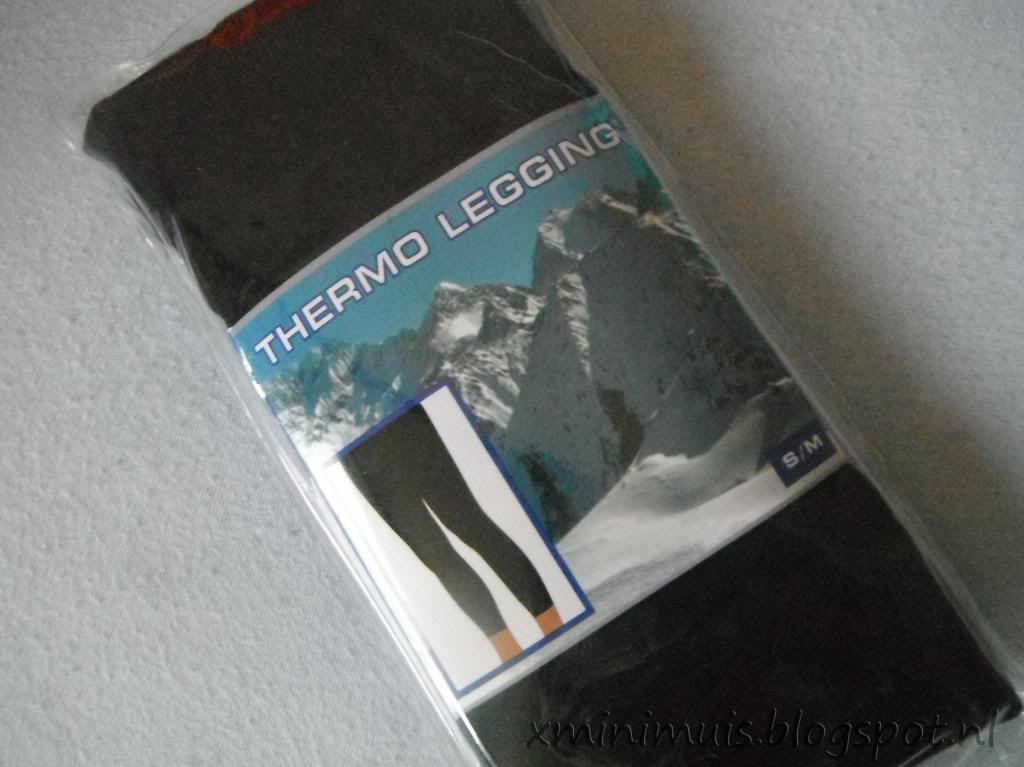 THERMO LEGGING
S/M
xminimuis.blogspot.nl